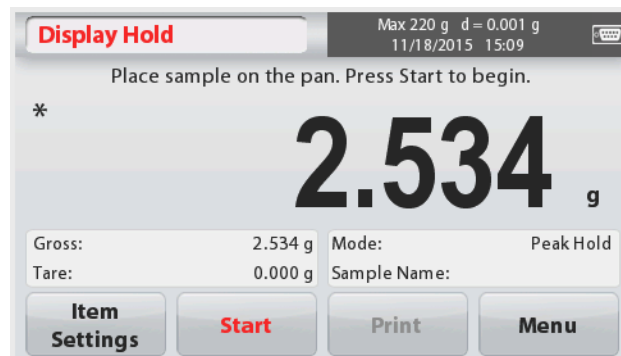 Display Hold
Max 220 g d = 0.001 g
11/18/2015 15:09
Place sample on the pan. Press Start to begin.
*
2.534 g
Gross: 2.534 g
Tare: 0.000 g
Mode: Peak Hold
Sample Name:
Item
Settings
Start
Print
Menu